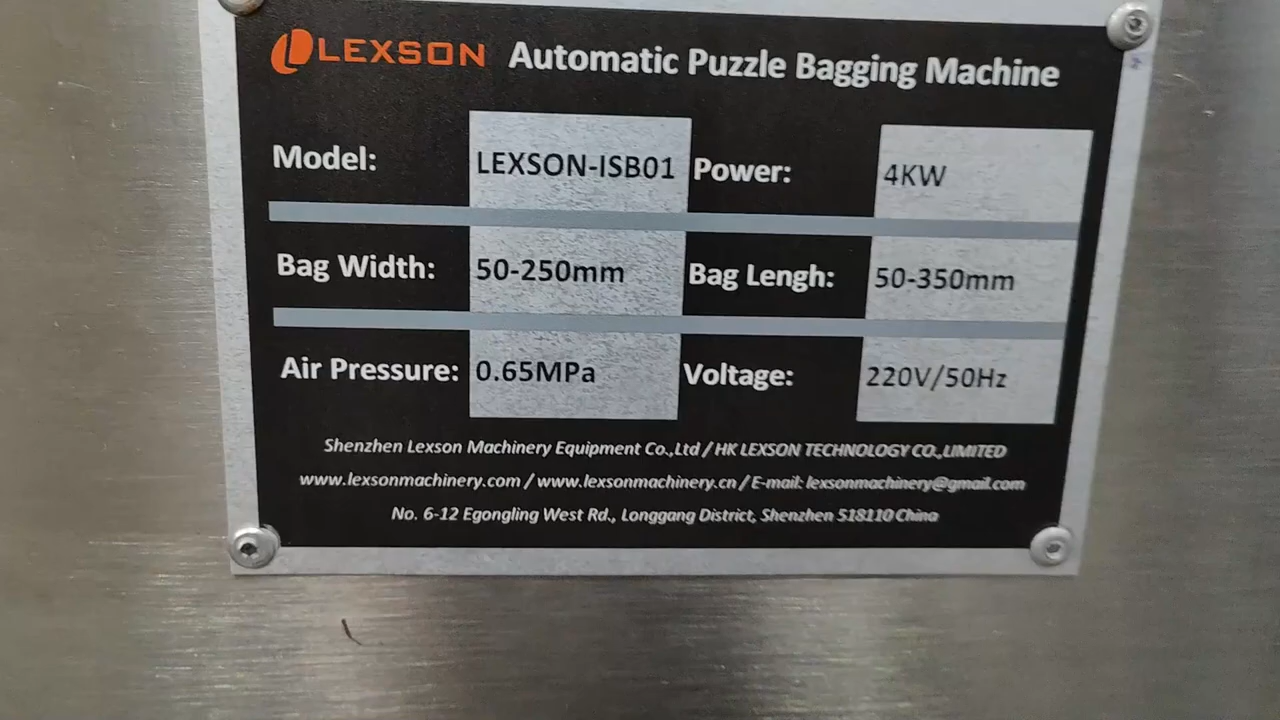 LEXSON Automatic Puzzle Bagging Machine
Model: LEXSON-ISB01 Power: 4KW
Bag Width: 50-250mm Bag Lengh: 50-350mm
Air Pressure: 0.65MPa Voltage: 220V/50Hz
Shenzhen Lexson Machinery Equipment Co.,Ltd / HK LEXSON TECHNOLOGY CO.,LIMITED
www.lexsonmachinery.com / www.lexsonmachinery.cn / E-mail: lexsonmachinery@gmail.com
No. 6-12 Egongling West Rd., Longgang District, Shenzhen 518110 China